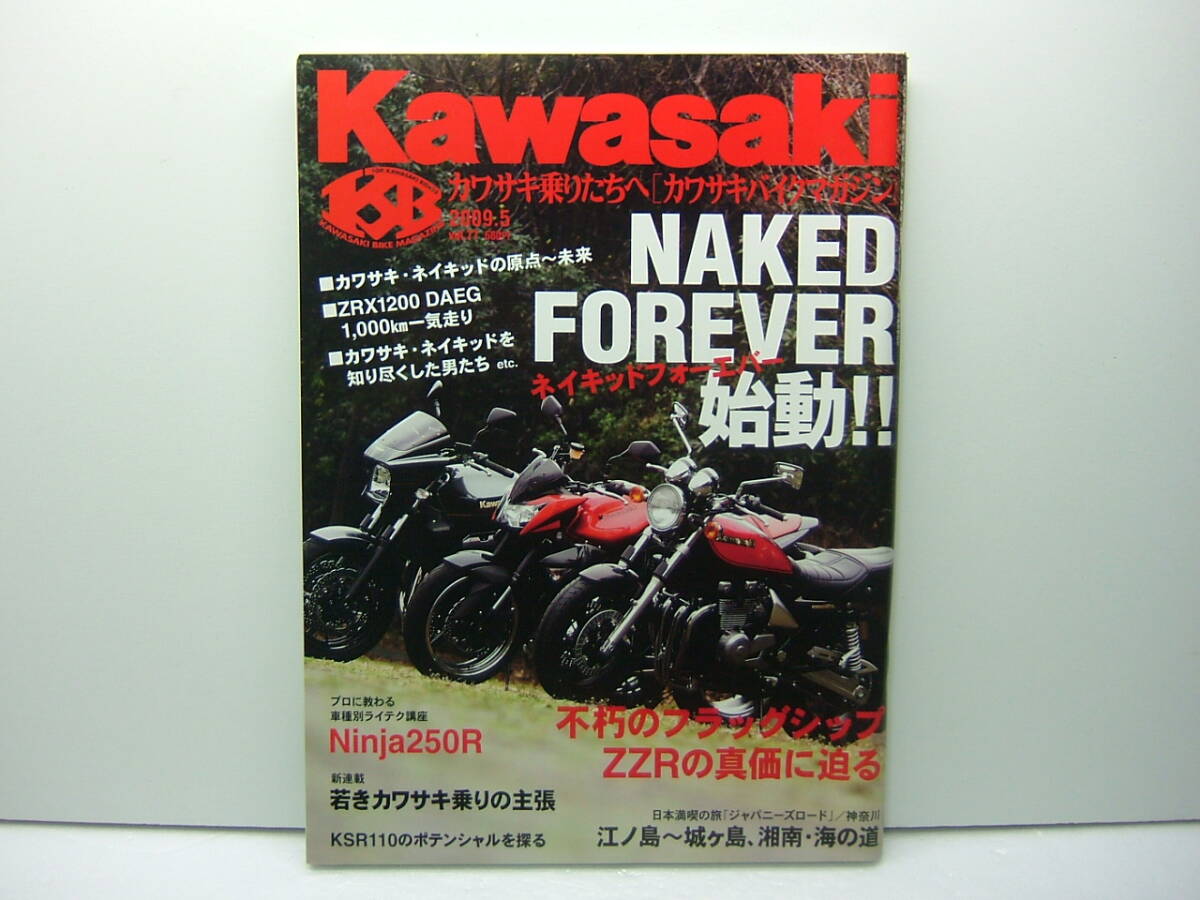 Kawasaki
FOR KAWASAKI RIDERS
KAWASAKI BIKE MAGAZINE
カワサキ乗りたちへ[カワサキバイクマガジン]
2009.5
VOL.77 680円
NAKED
FOREVER
ネイキッドフォーエバー
始動!!
■カワサキ・ネイキッドの原点～未来
■ZRX1200 DAEG
1,000㎞一気走り
■カワサキ・ネイキッドを
知り尽くした男たち etc.
不朽のフラッグシップ
ZZRの真価に迫る
プロに教わる
車種別ライテク講座
Ninja250R
新連載
若きカワサキ乗りの主張
KSR110のポテンシャルを探る
日本満喫の旅「ジャパニーズロード」／神奈川
江ノ島～城ヶ島、湘南・海の道